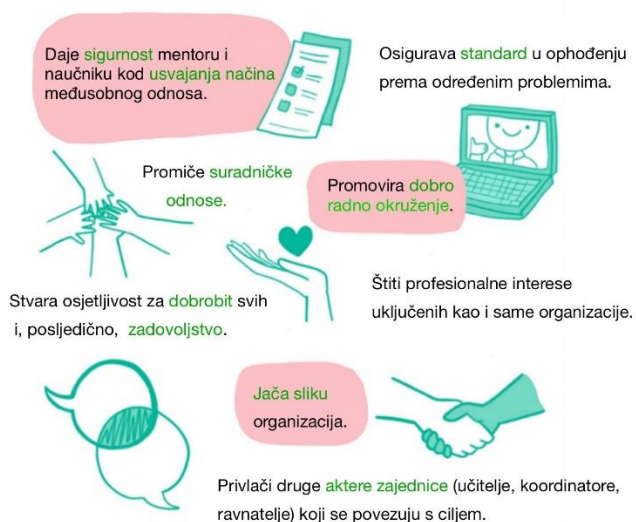 Daje sigurnost mentoru i
naučniku kod usvajanja načina
međusobnog odnosa.
Osigurava standard u ophođenju
prema određenim problemima.
Promiče suradničke
odnose.
Promovira dobro
radno okruženje.
Stvara osjetljivost za dobrobit svih
i, posljedično, zadovoljstvo.
Štiti profesionalne interese
uključenih kao i same organizacije.
Jača sliku
organizacija.
Privlači druge aktere zajednice (učitelje, koordinatore,
ravnatelje) koji se povezuju s ciljem.